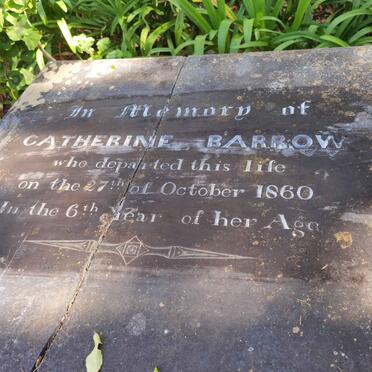 In Memory of
CATHERINE BARROW
who departed this life
on the 27th of October 1860
In the 6th Year of her Age